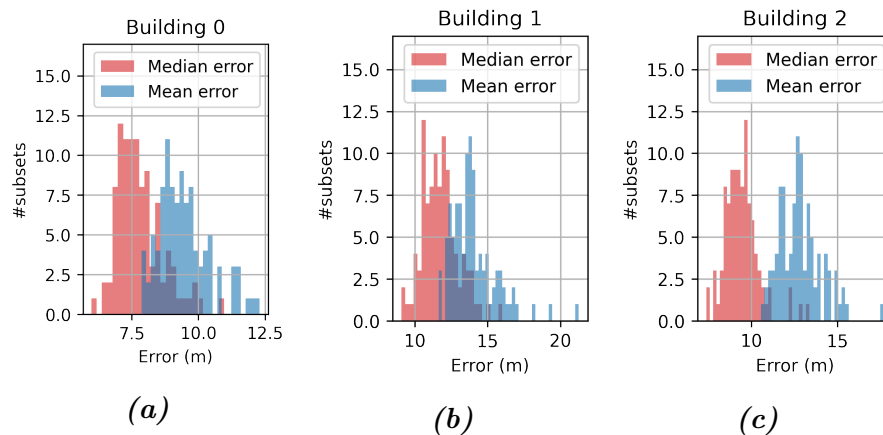 Building 0
Median error
Mean error
15.0
12.5
10.0
7.5
5.0
2.5
0.0
#subsets
7.5 10.0 12.5
Error (m)
(a)
Building 1
Median error
Mean error
15.0
12.5
10.0
7.5
5.0
2.5
0.0
#subsets
10 15 20
Error (m)
(b)
Building 2
Median error
Mean error
15.0
12.5
10.0
7.5
5.0
2.5
0.0
#subsets
10 15
Error (m)
(c)